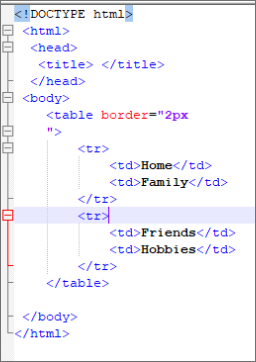 <!DOCTYPE html>
<html>
<head>
<title> </title>
</head>
<body>
<table border="2px
">
<tr>
<td>Home</td>
<td>Family</td>
</tr>
<tr>
<td>Friends</td>
<td>Hobbies</td>
</tr>
</table>
</body>
</html>